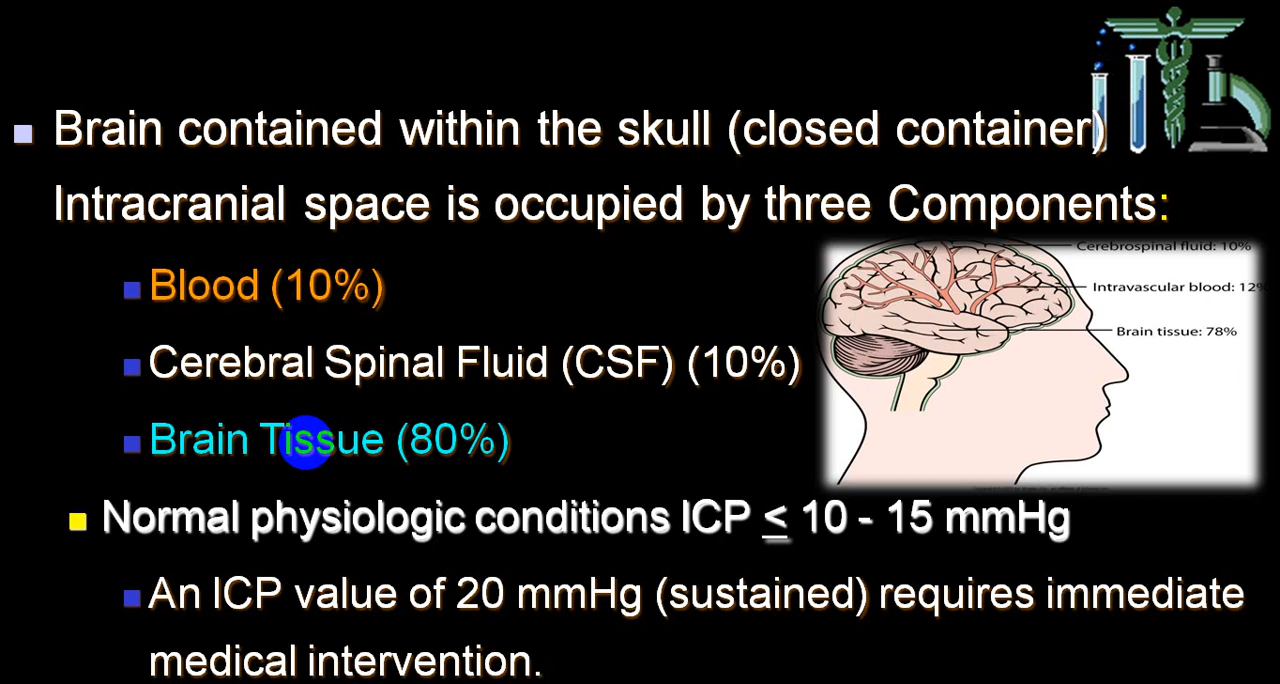 Brain contained within the skull (closed container)
Intracranial space is occupied by three Components:
Blood (10%)
Cerebral Spinal Fluid (CSF) (10%)
Brain Tissue (80%)
Cerebrospinal fluid: 10%
Intravascular blood: 12%
Brain tissue: 78%
Normal physiologic conditions ICP ≤ 10 - 15 mmHg
An ICP value of 20 mmHg (sustained) requires immediate
medical intervention.